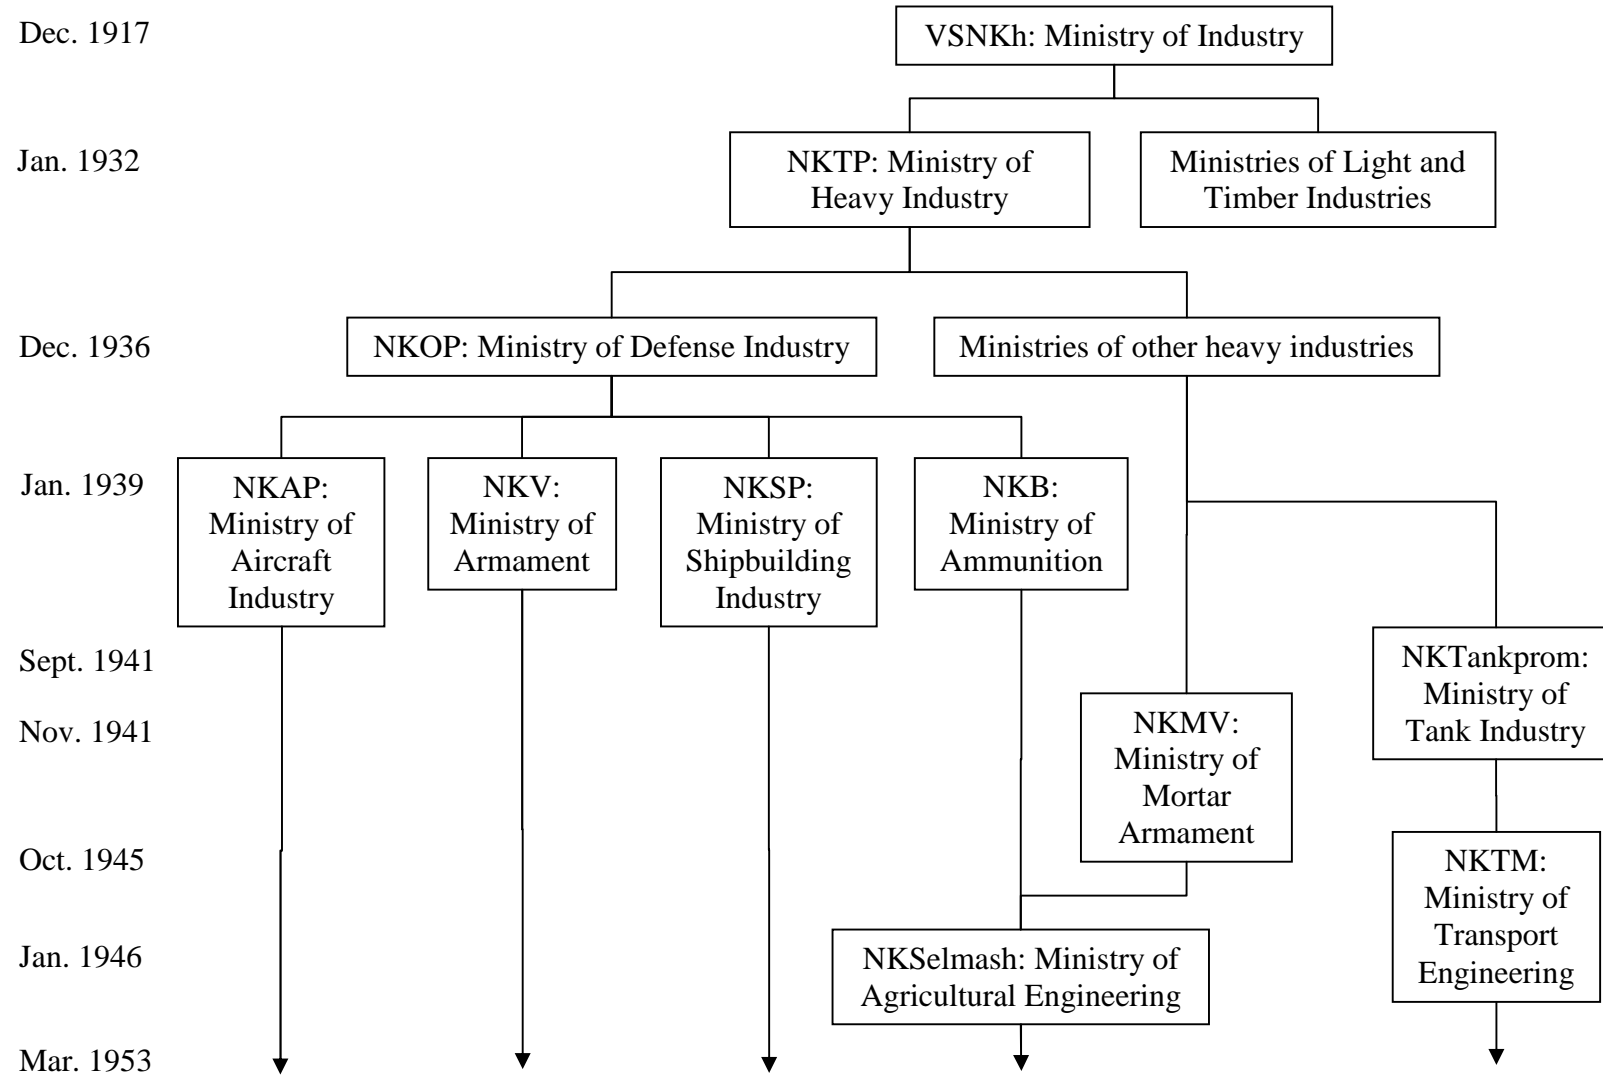 Dec. 1917
VSNKh: Ministry of Industry
Jan. 1932
NKTP: Ministry of
Heavy Industry
Ministries of Light and
Timber Industries
Dec. 1936
NKOP: Ministry of Defense Industry
Ministries of other heavy industries
Jan. 1939
NKAP:
Ministry of
Aircraft
Industry
NKV:
Ministry of
Armament
NKSP:
Ministry of
Shipbuilding
Industry
NKB:
Ministry of
Ammunition
Sept. 1941
NKTankprom:
Ministry of
Tank Industry
Nov. 1941
NKMV:
Ministry of
Mortar
Armament
Oct. 1945
NKTM:
Ministry of
Transport
Engineering
Jan. 1946
NKSelmash: Ministry of
Agricultural Engineering
Mar. 1953